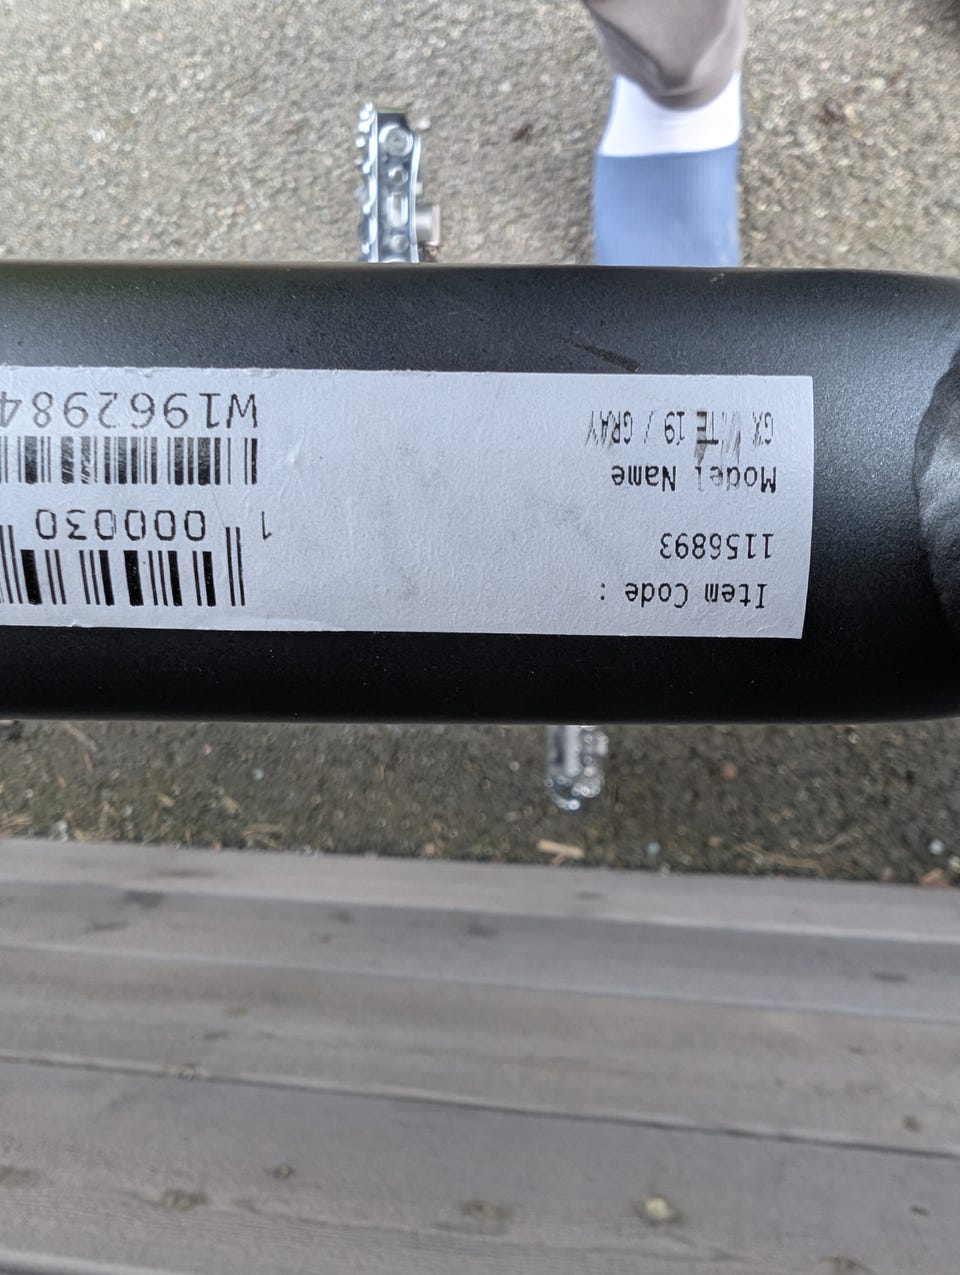 Item Code :
1156893
Model Name
GX 19 / GRAY
1 000030
W1962984